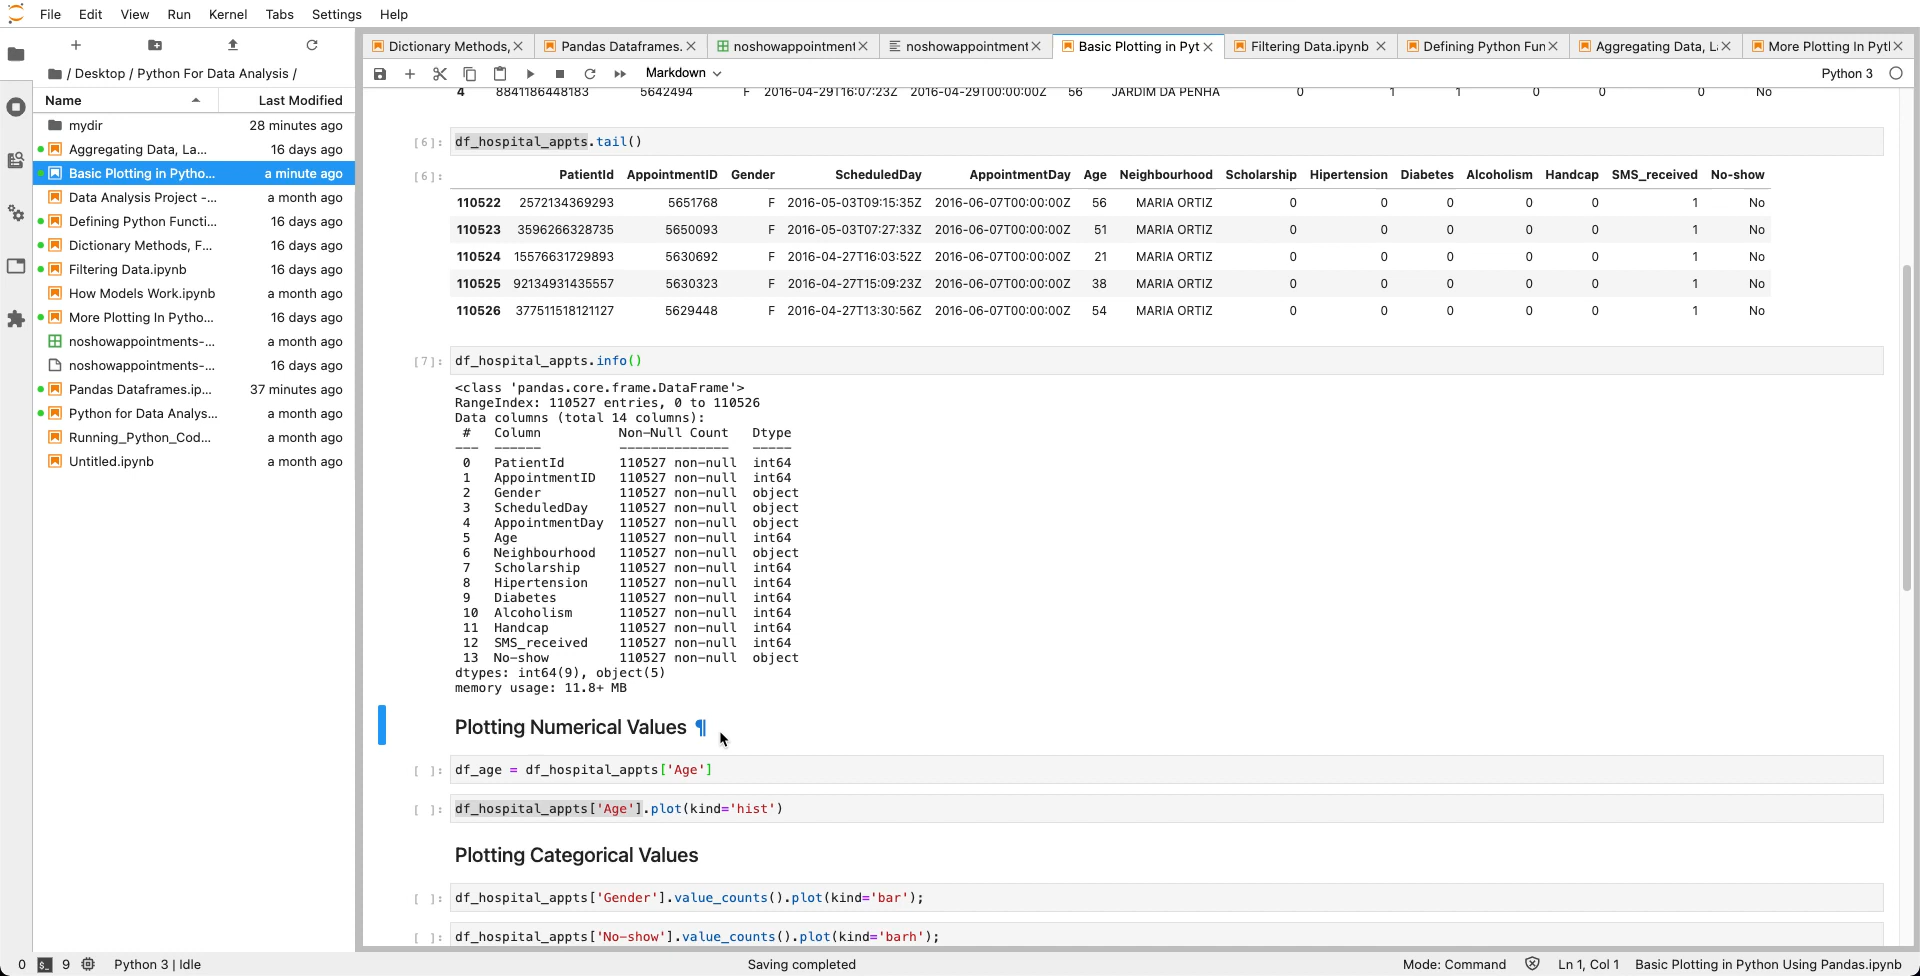 File Edit View Run Kernel Tabs Settings Help
Dictionary Methods, Pandas Dataframes. noshowappointment noshowappointment Basic Plotting in Pyt Filtering Data.ipynb Defining Python Fun Aggregating Data, L More Plotting In Pyt
/ Desktop / Python For Data Analysis /
Markdown
Python 3
Name Last Modified
mydir 28 minutes ago
Aggregating Data, La... 16 days ago
Basic Plotting in Pytho... a minute ago
Data Analysis Project -... a month ago
Defining Python Functi... 16 days ago
Dictionary Methods, F... 16 days ago
Filtering Data.ipynb 16 days ago
How Models Work.ipynb a month ago
More Plotting In Pytho... 16 days ago
noshowappointments-... a month ago
noshowappointments-... 16 days ago
Pandas Dataframes.ip... 37 minutes ago
Python for Data Analys... a month ago
Running_Python_Cod... a month ago
Untitled.ipynb a month ago
4 8841186448183 5642494 F 2016-04-29T16:07:23Z 2016-04-29T00:00:00Z 56 JARDIM DA PENHA 0 1 1 0 0 0 No
[6]: df_hospital_appts.tail()
[6]: PatientId AppointmentID Gender ScheduledDay AppointmentDay Age Neighbourhood Scholarship Hipertension Diabetes Alcoholism Handcap SMS_received No-show
110522 2572134369293 5651768 F 2016-05-03T09:15:35Z 2016-06-07T00:00:00Z 56 MARIA ORTIZ 0 0 0 0 0 1 No
110523 3596266328735 5650093 F 2016-05-03T07:27:33Z 2016-06-07T00:00:00Z 51 MARIA ORTIZ 0 0 0 0 0 1 No
110524 15576631729893 5630692 F 2016-04-27T16:03:52Z 2016-06-07T00:00:00Z 21 MARIA ORTIZ 0 0 0 0 0 1 No
110525 92134931435557 5630323 F 2016-04-27T15:09:23Z 2016-06-07T00:00:00Z 38 MARIA ORTIZ 0 0 0 0 0 1 No
110526 377511518121127 5629448 F 2016-04-27T13:30:56Z 2016-06-07T00:00:00Z 54 MARIA ORTIZ 0 0 0 0 0 1 No
[7]: df_hospital_appts.info()
<class 'pandas.core.frame.DataFrame'>
RangeIndex: 110527 entries, 0 to 110526
Data columns (total 14 columns):
# Column Non-Null Count Dtype
--- ------ -------------- -----
0 PatientId 110527 non-null int64
1 AppointmentID 110527 non-null int64
2 Gender 110527 non-null object
3 ScheduledDay 110527 non-null object
4 AppointmentDay 110527 non-null object
5 Age 110527 non-null int64
6 Neighbourhood 110527 non-null object
7 Scholarship 110527 non-null int64
8 Hipertension 110527 non-null int64
9 Diabetes 110527 non-null int64
10 Alcoholism 110527 non-null int64
11 Handcap 110527 non-null int64
12 SMS_received 110527 non-null int64
13 No-show 110527 non-null object
dtypes: int64(9), object(5)
memory usage: 11.8+ MB
Plotting Numerical Values ¶
[ ]: df_age = df_hospital_appts['Age']
[ ]: df_hospital_appts['Age'].plot(kind='hist')
Plotting Categorical Values
[ ]: df_hospital_appts['Gender'].value_counts().plot(kind='bar');
[ ]: df_hospital_appts['No-show'].value_counts().plot(kind='barh');
0 9 Python 3 | Idle Saving completed Mode: Command Ln 1, Col 1 Basic Plotting in Python Using Pandas.ipynb